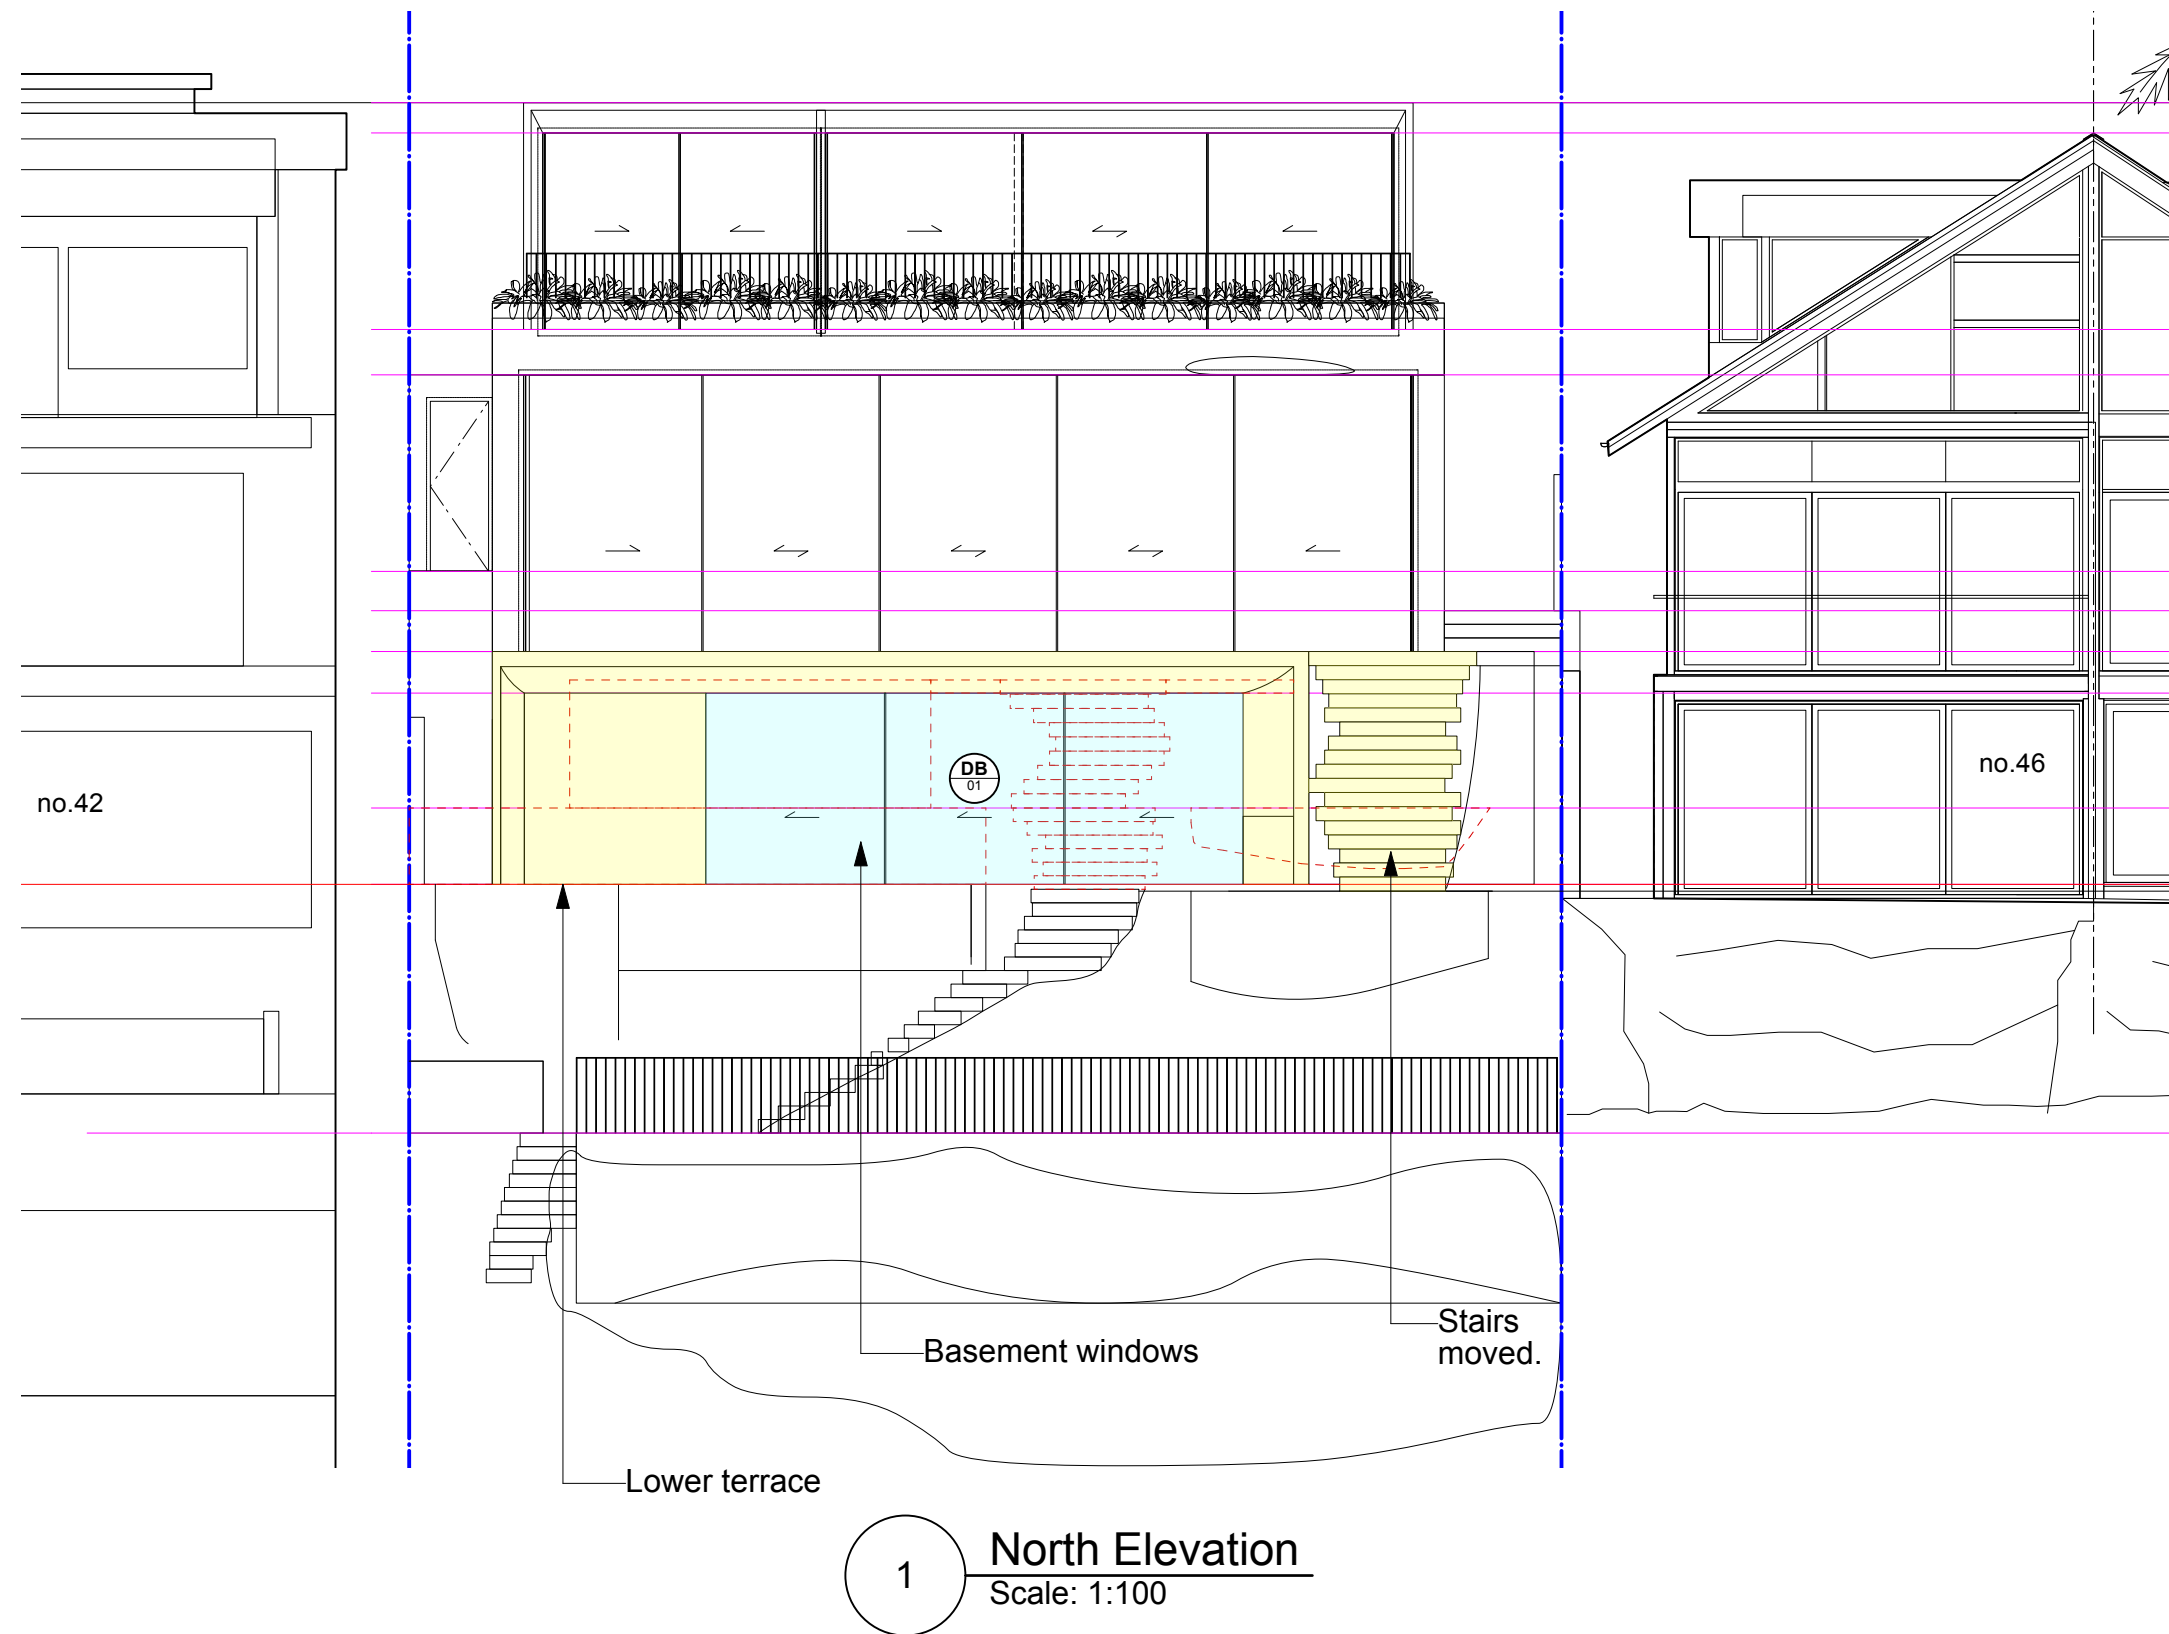 DB
01
no.42
no.46
Stairs
moved.
Basement windows
Lower terrace
1
North Elevation
Scale: 1:100